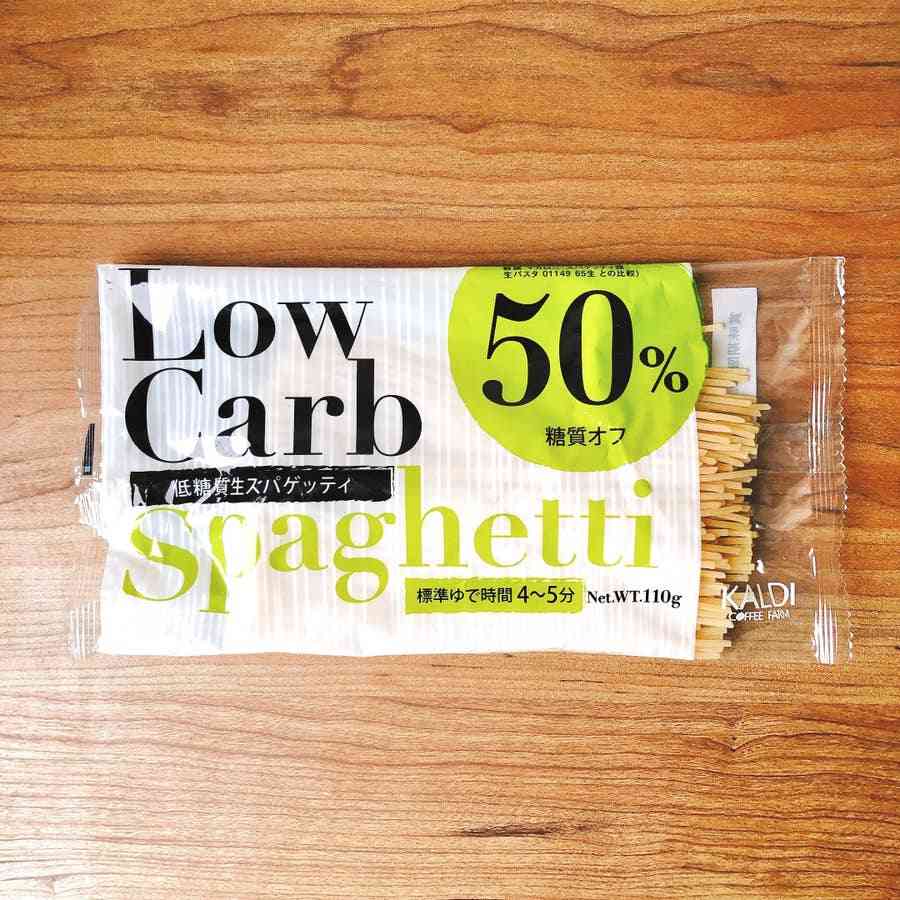 Low
Carb
低糖質生スパゲッティ
Spaghetti
生パスタ 01149 65生 との比較)
50%
糖質オフ
標準ゆで時間 4〜5分
Net.WT.110g
KALDI
COFFEE FARM